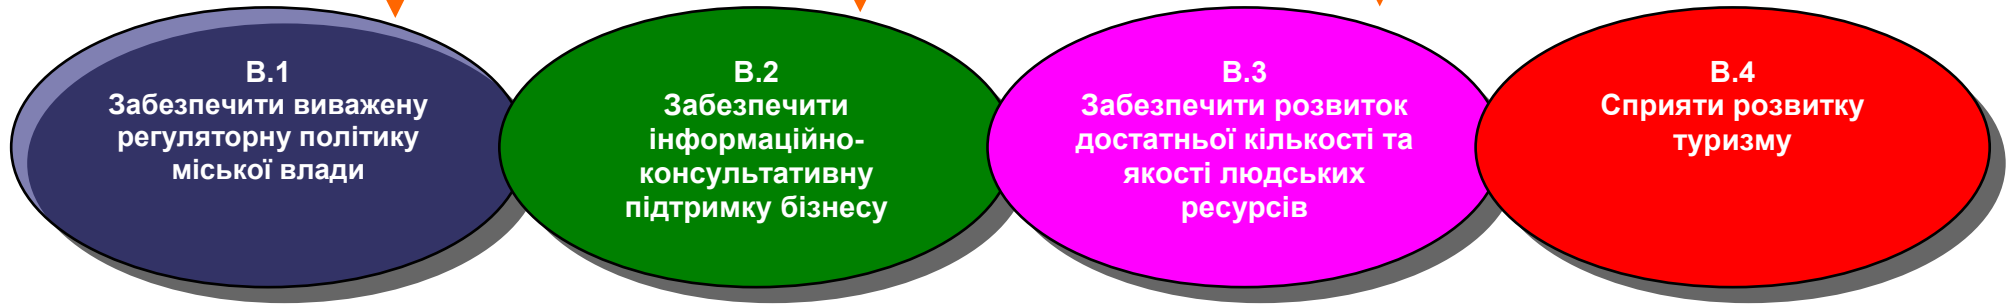 В.1
Забезпечити виважену
регуляторну політику
міської влади
В.2
Забезпечити
інформаційно-
консультативну
підтримку бізнесу
В.3
Забезпечити розвиток
достатньої кількості та
якості людських
ресурсів
В.4
Сприяти розвитку
туризму